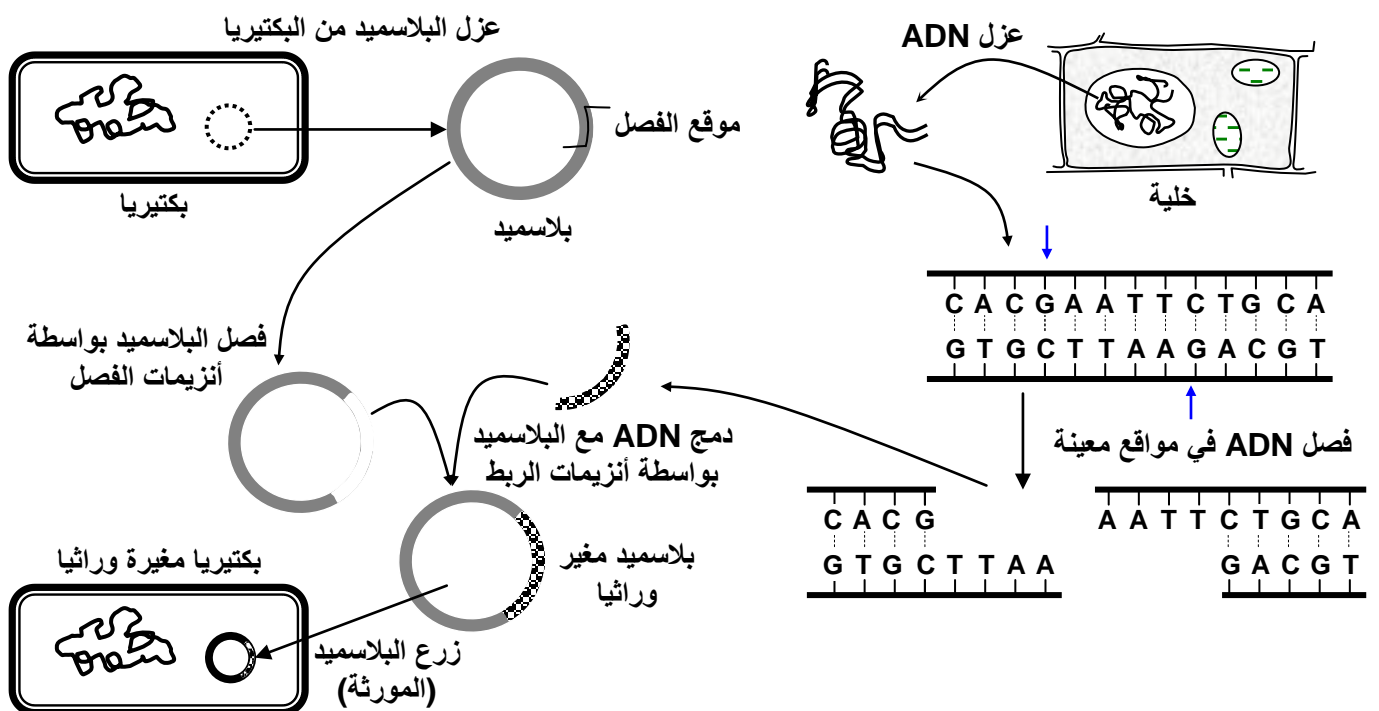 عزل البلاسميد من البكتيريا
عزل ADN
موقع الفصل
بكتيريا
بلاسميد
خلية
C A C G A A T T C T G C A
G T G C T T A A G A C G T
فصل البلاسميد بواسطة
أنزيمات الفصل
دمج ADN مع البلاسميد
بواسطة أنزيمات الربط
فصل ADN في مواقع معينة
C A C G
G T G C T T A A
A A T T C T G C A
G A C G T
بلاسميد مغير
وراثيا
بكتيريا مغيرة وراثيا
زرع البلاسميد
(المورثة)